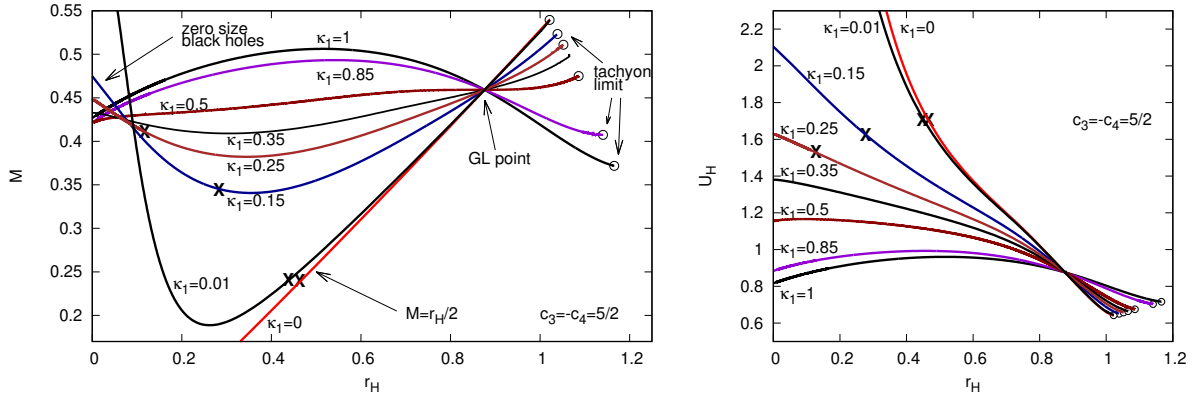 0.55
0.5
0.45
0.4
0.35
0.3
0.25
0.2
M
0
0.2
0.4
0.6
0.8
1
1.2
r_H
zero size
black holes
κ₁=1
κ₁=0.85
κ₁=0.5
κ₁=0.35
κ₁=0.25
κ₁=0.15
κ₁=0.01
κ₁=0
tachyon
limit
GL point
M=r_H/2
c₃=-c₄=5/2
X
X
X X
2.2
2
1.8
1.6
1.4
1.2
1
0.8
0.6
U_H
0
0.2
0.4
0.6
0.8
1
1.2
r_H
κ₁=0.01
κ₁=0
κ₁=0.15
κ₁=0.25
κ₁=0.35
κ₁=0.5
κ₁=0.85
κ₁=1
c₃=-c₄=5/2
X X
X
X